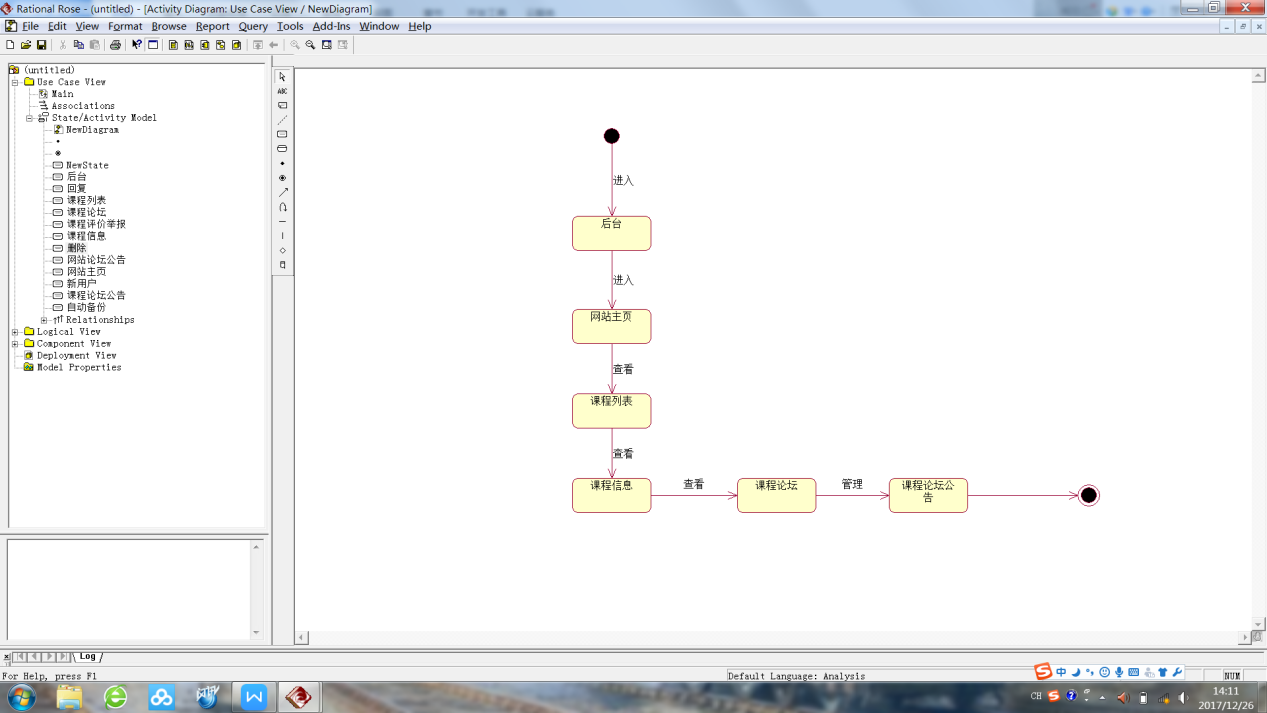 Rational Rose - (untitled) - [Activity Diagram: Use Case View / NewDiagram]
File Edit View Format Browse Report Query Tools Add-Ins Window Help
(untitled)
Use Case View
Main
Associations
State/Activity Model
NewDiagram
NewState
后台
回复
课程列表
课程论坛
课程评价举报
课程信息
删除
网站论坛公告
网站主页
新用户
课程论坛公告
自动备份
Relationships
Logical View
Component View
Deployment View
Model Properties
ABC
进入
后台
进入
网站主页
查看
课程列表
查看
课程信息
查看
课程论坛
管理
课程论坛公
告
Log
For Help, press F1
Default Language: Analysis
NUM
中
CH
14:11
2017/12/26